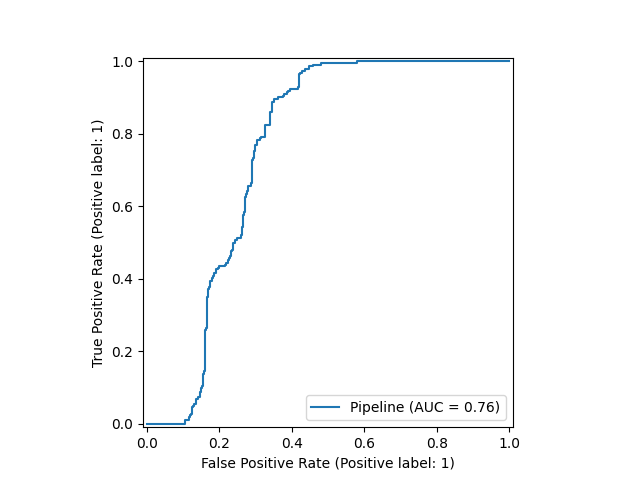 1.0
0.8
0.6
0.4
0.2
0.0
True Positive Rate (Positive label: 1)
Pipeline (AUC = 0.76)
0.0 0.2 0.4 0.6 0.8 1.0
False Positive Rate (Positive label: 1)